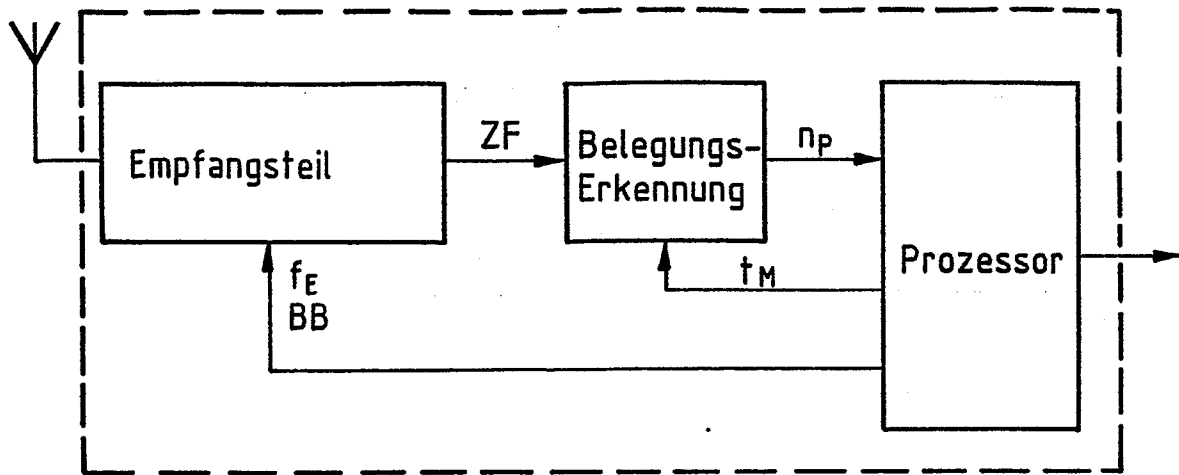 Empfangsteil
ZF
Belegungs-
Erkennung
nP
Prozessor
fE
BB
tM